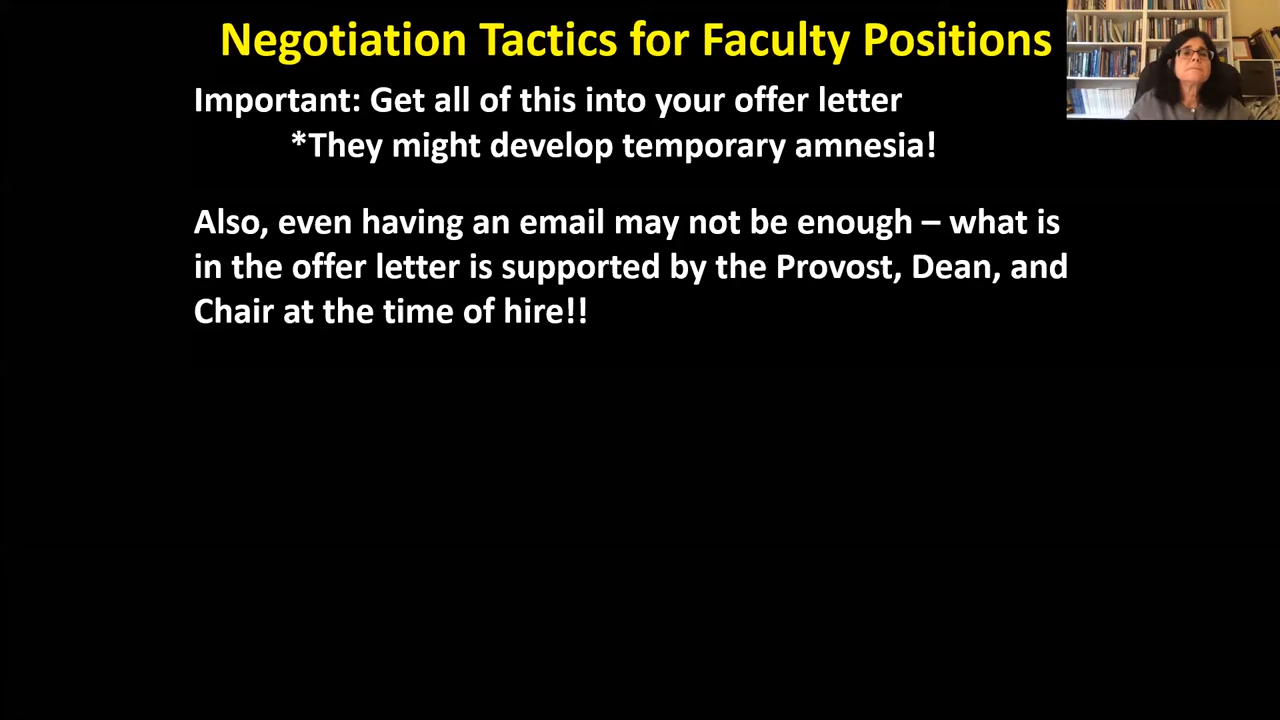 Negotiation Tactics for Faculty Positions
Important: Get all of this into your offer letter
*They might develop temporary amnesia!
Also, even having an email may not be enough – what is
in the offer letter is supported by the Provost, Dean, and
Chair at the time of hire!!